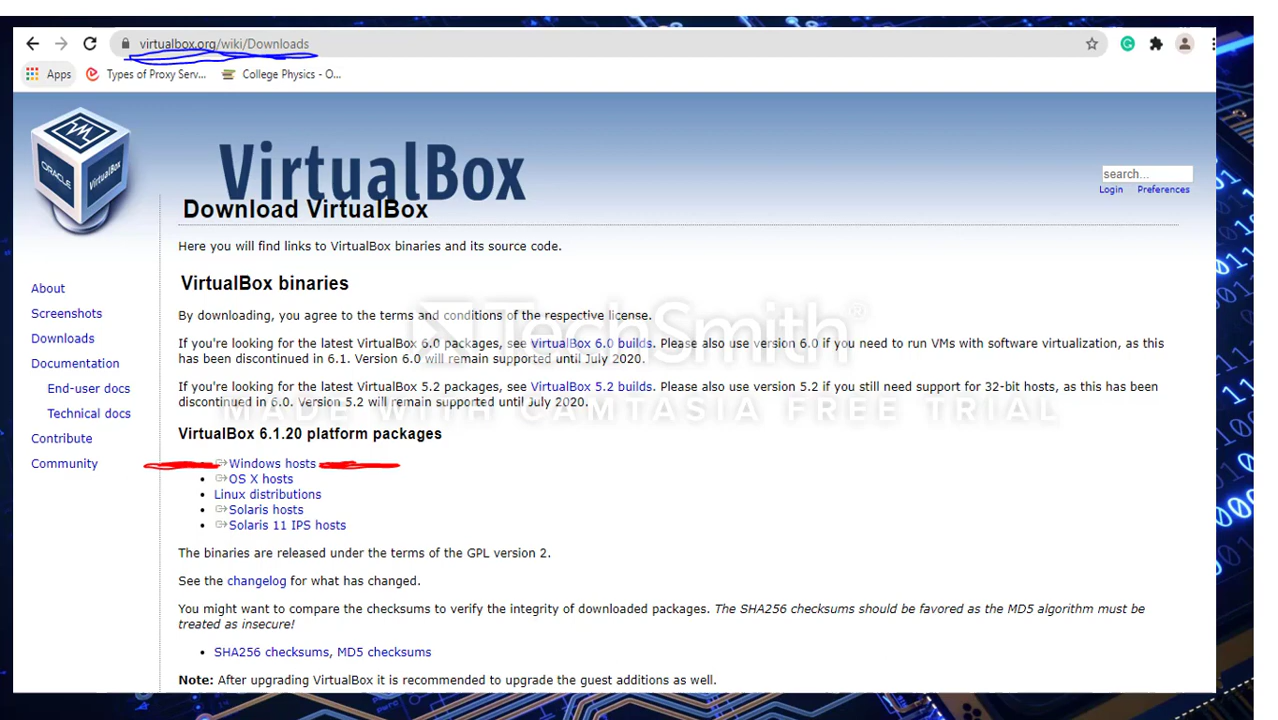 virtualbox.org/wiki/Downloads
Apps
Types of Proxy Serv...
College Physics - O...
ORACLE
VirtualBox
VirtualBox
search...
Login Preferences
Download VirtualBox
Here you will find links to VirtualBox binaries and its source code.
About
Screenshots
Downloads
Documentation
End-user docs
Technical docs
Contribute
Community
VirtualBox binaries
By downloading, you agree to the terms and conditions of the respective license.
If you're looking for the latest VirtualBox 6.0 packages, see VirtualBox 6.0 builds. Please also use version 6.0 if you need to run VMs with software virtualization, as this
has been discontinued in 6.1. Version 6.0 will remain supported until July 2020.
If you're looking for the latest VirtualBox 5.2 packages, see VirtualBox 5.2 builds. Please also use version 5.2 if you still need support for 32-bit hosts, as this has been
discontinued in 6.0. Version 5.2 will remain supported until July 2020.
TechSmith®
MADE WITH CAMTASIA FREE TRIAL
VirtualBox 6.1.20 platform packages
Windows hosts
• OS X hosts
• Linux distributions
• Solaris hosts
• Solaris 11 IPS hosts
The binaries are released under the terms of the GPL version 2.
See the changelog for what has changed.
You might want to compare the checksums to verify the integrity of downloaded packages. The SHA256 checksums should be favored as the MD5 algorithm must be
treated as insecure!
• SHA256 checksums, MD5 checksums
Note: After upgrading VirtualBox it is recommended to upgrade the guest additions as well.